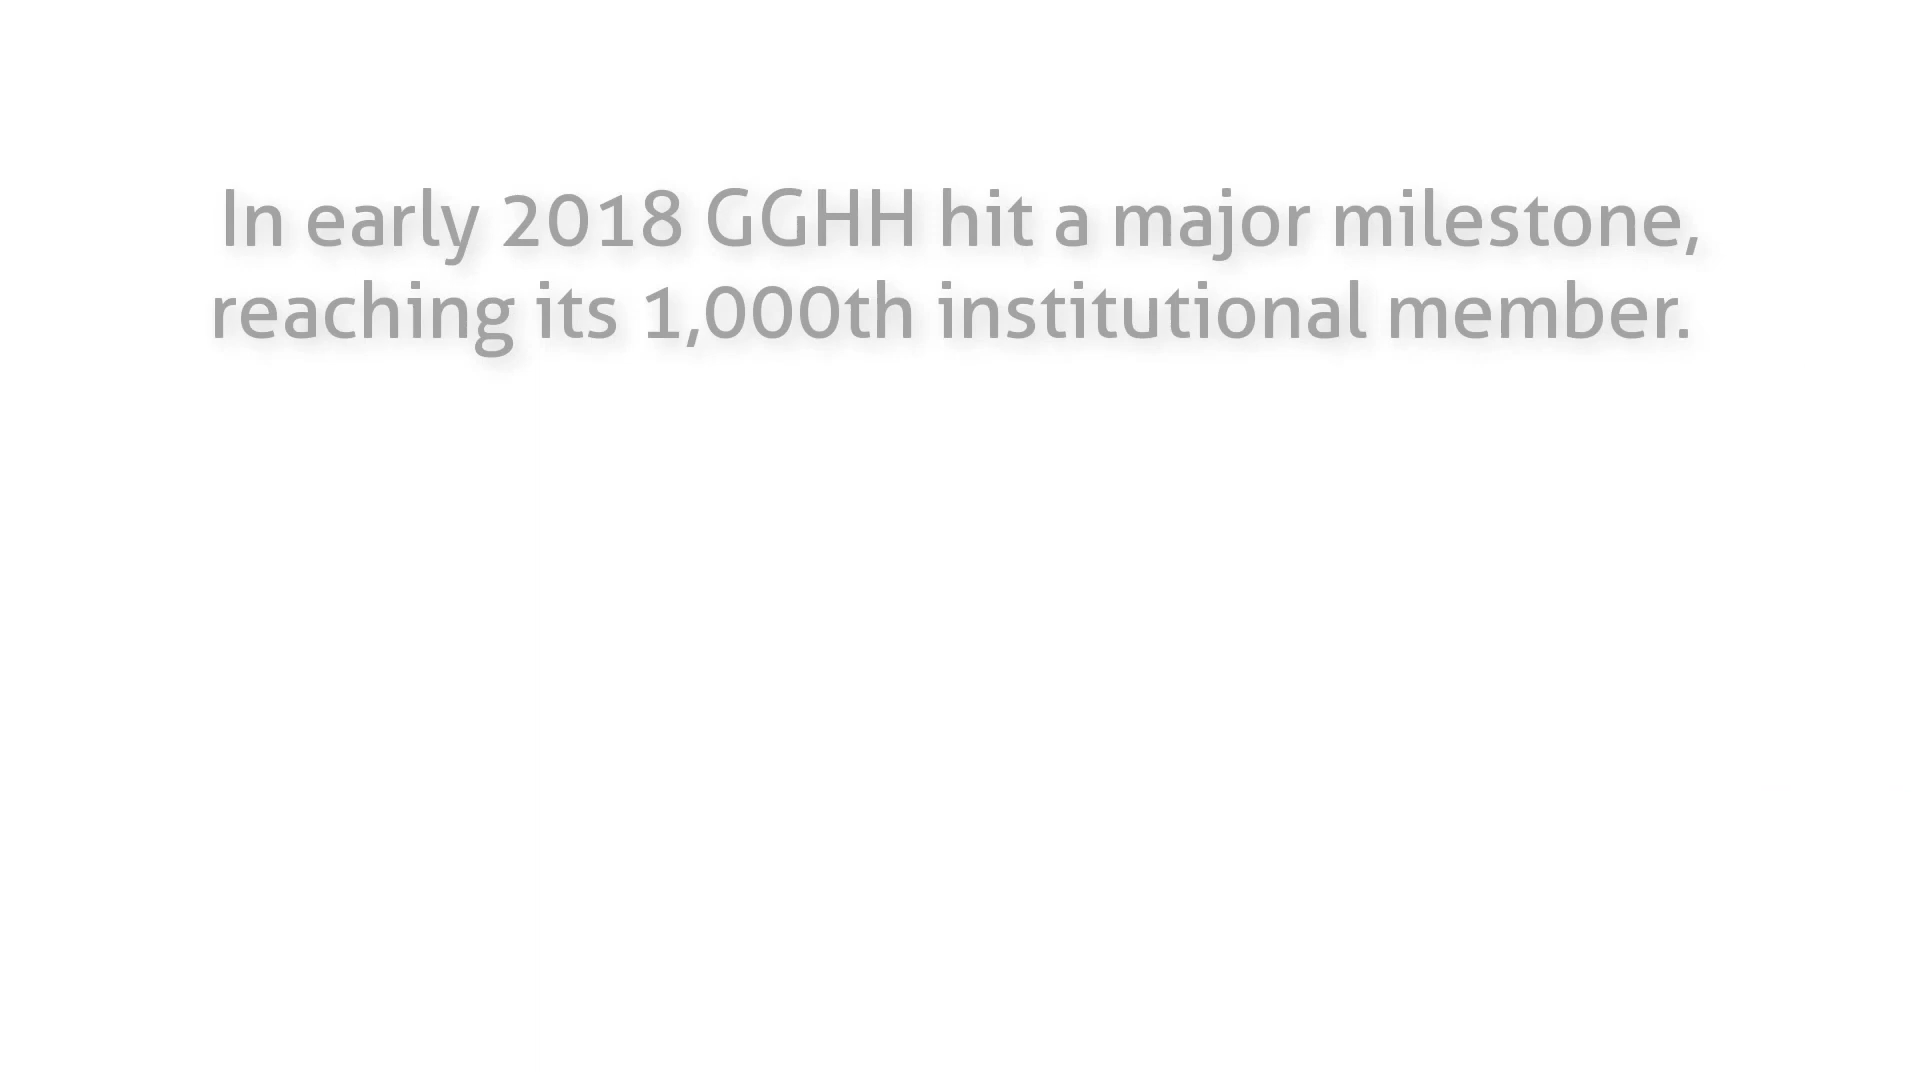 In early 2018 GGHH hit a major milestone,
reaching its 1,000th institutional member.